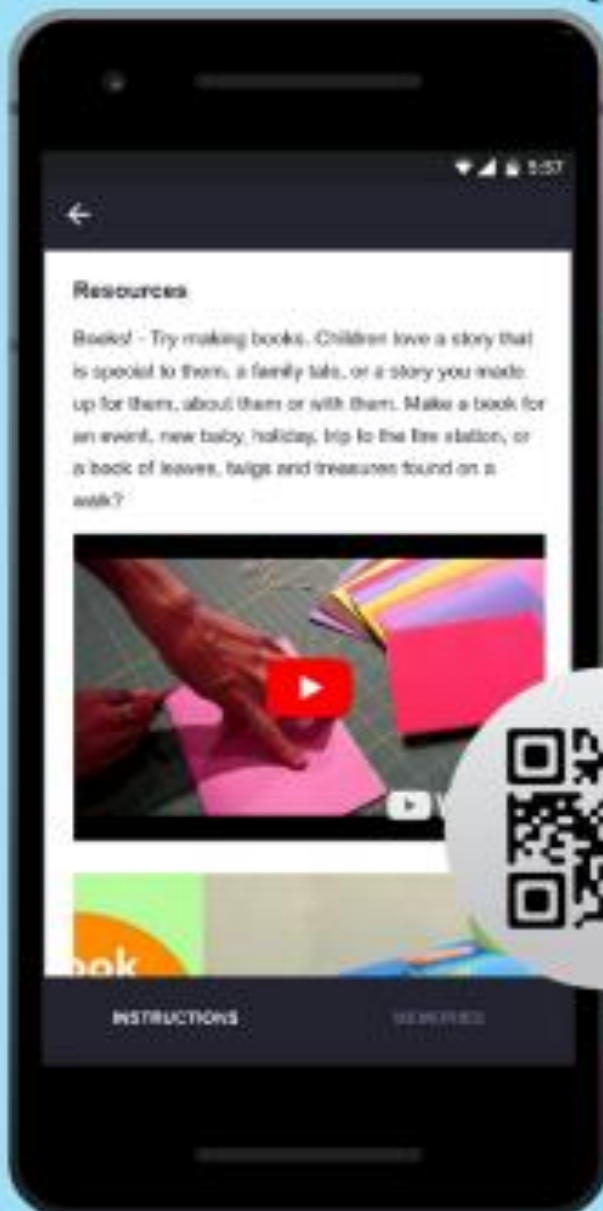 5:57
Resources
Books! - Try making books. Children love a story that
is special to them, a family tale, or a story you made
up for them, about them or with them. Make a book for
an event, new baby, holiday, trip to the fire station, or
a book of leaves, twigs and treasures found on a
walk?
ook
INSTRUCTIONS MEMORIES